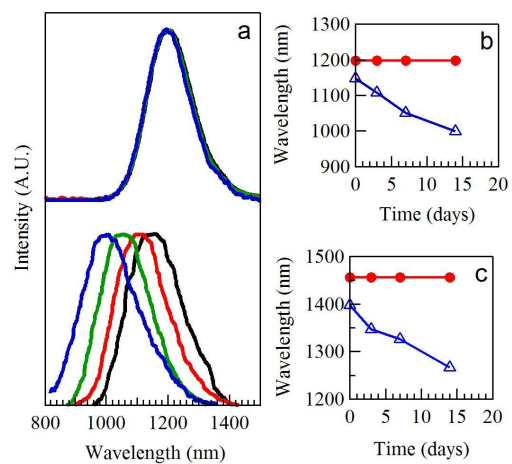 a
Intensity (A.U.)
800 1000 1200 1400
Wavelength (nm)
b
Wavelength (nm)
1300
1200
1100
1000
900
0 5 10 15 20
Time (days)
c
Wavelength (nm)
1500
1400
1300
1200
0 5 10 15 20
Time (days)